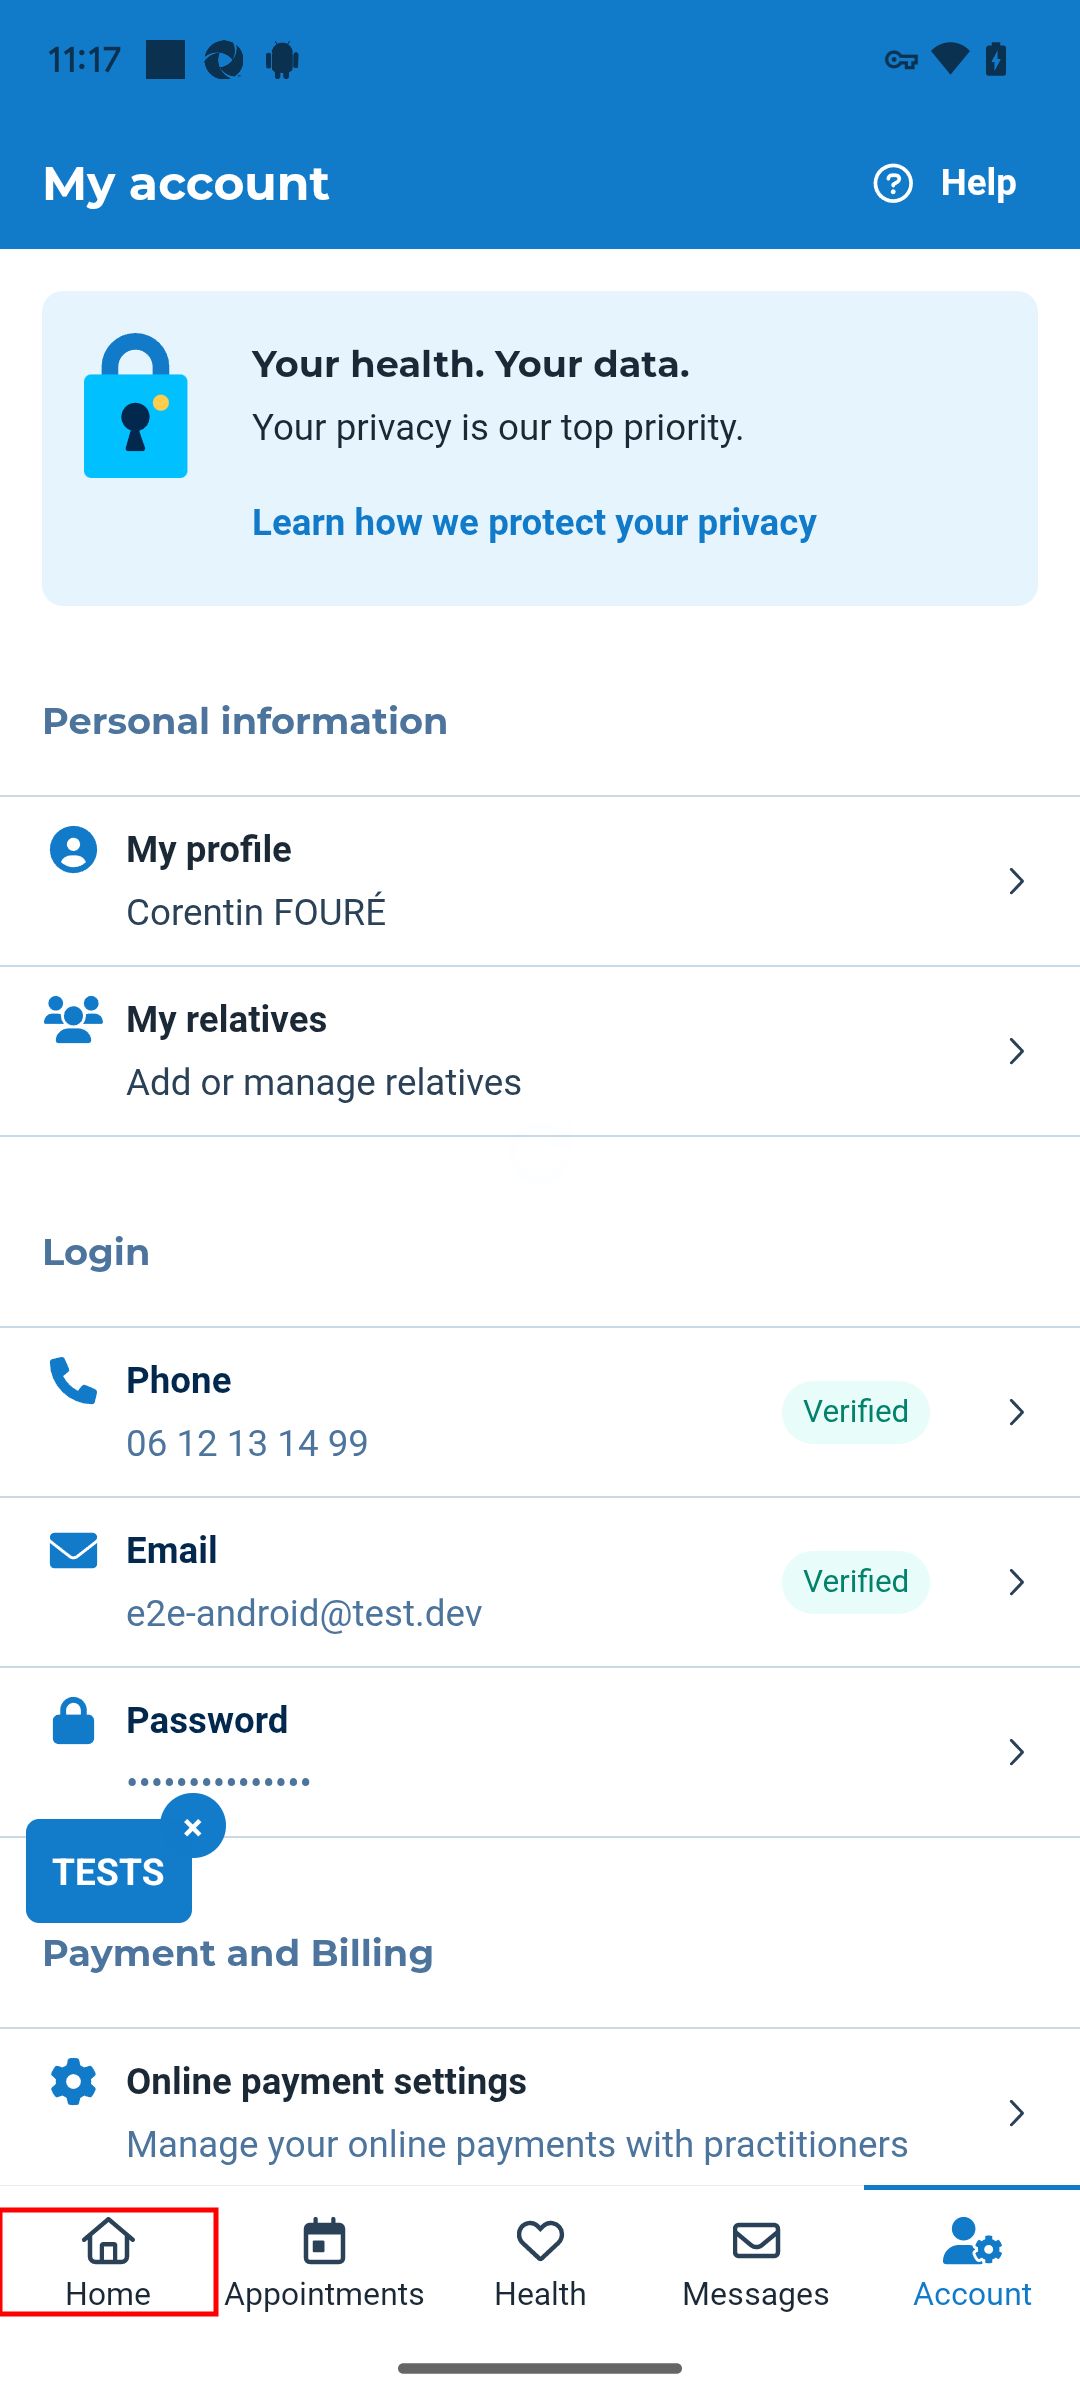 11:17
My account
Help
Your health. Your data.
Your privacy is our top priority.
Learn how we protect your privacy
Personal information
My profile
Corentin FOURÉ
My relatives
Add or manage relatives
Login
Phone
06 12 13 14 99
Verified
Email
e2e-android@test.dev
Verified
Password
•••••••••••••••
TESTS
Payment and Billing
Online payment settings
Manage your online payments with practitioners
Home
Appointments
Health
Messages
Account